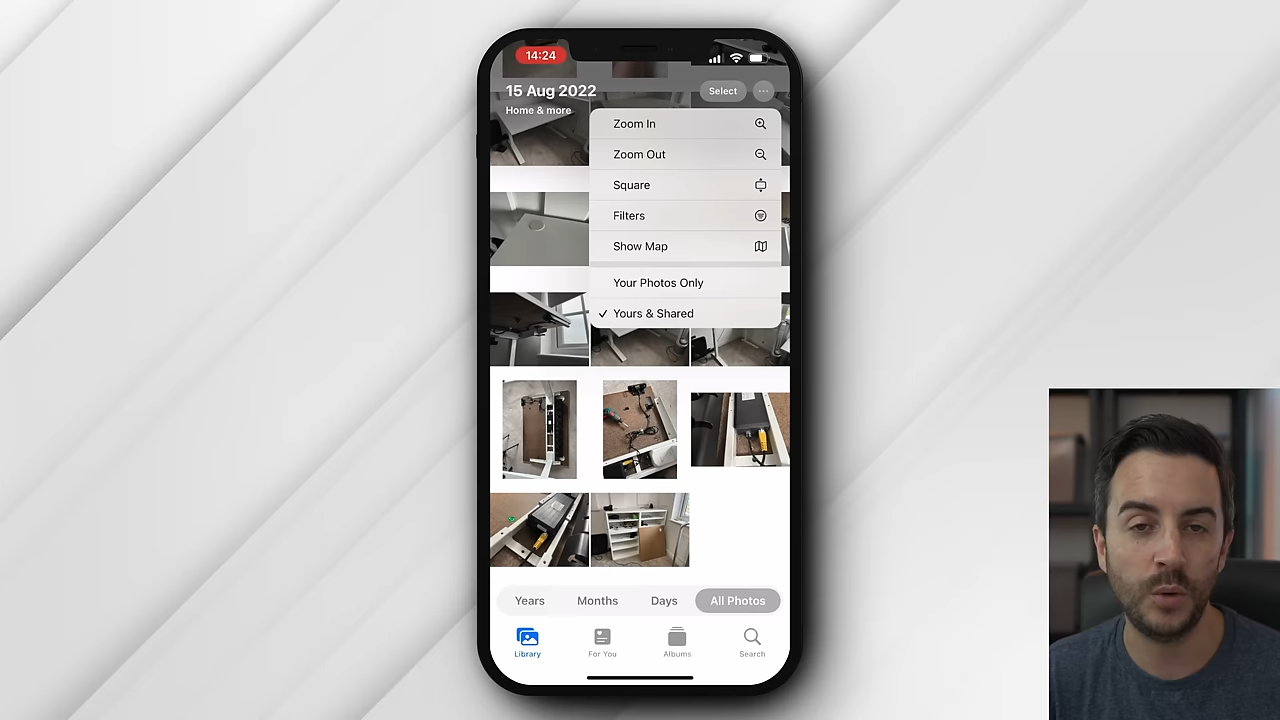 14:24
15 Aug 2022
Select
Home & more
Zoom In
Zoom Out
Square
Filters
Show Map
Your Photos Only
✓ Yours & Shared
Years
Months
Days
All Photos
Library
For You
Albums
Search